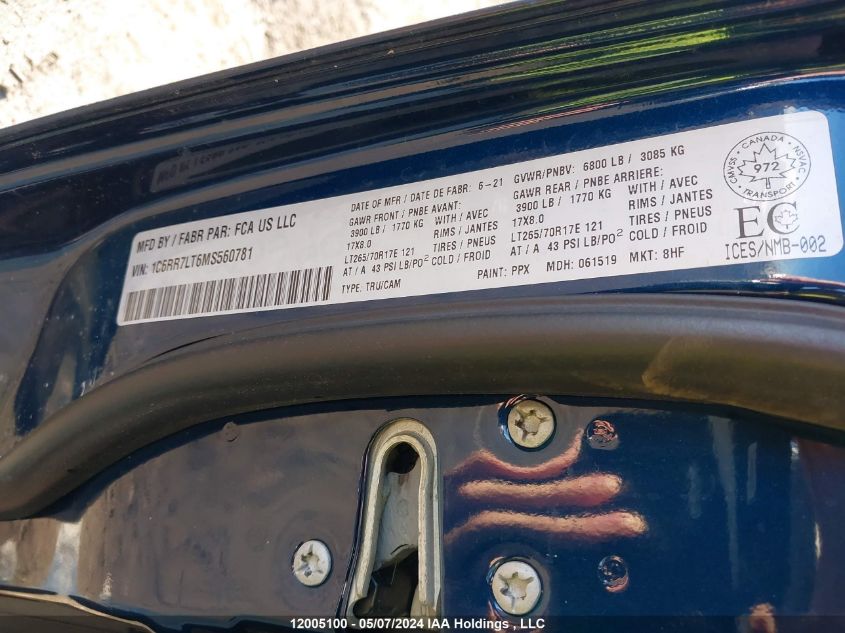 MFD BY / FABR PAR: FCA US LLC
VIN: 1C6RR7LT6MS560781
DATE OF MFR / DATE DE FABR: 6-21
GAWR FRONT / PNBE AVANT:
3900 LB / 1770 KG WITH / AVEC
17X8.0 RIMS / JANTES
LT265/70R17E 121 TIRES / PNEUS
AT / A 43 PSI LB/PO² COLD / FROID
TYPE: TRU/CAM
GVWR/PNBV: 6800 LB / 3085 KG
GAWR REAR / PNBE ARRIERE:
3900 LB / 1770 KG WITH / AVEC
17X8.0 RIMS / JANTES
LT265/70R17E 121 TIRES / PNEUS
AT / A 43 PSI LB/PO² COLD / FROID
PAINT: PPX MDH: 061519 MKT: 8HF
CANADA
CMVSS 972 NSVAC
TRANSPORT
EC
ICES/NMB-002
12005100 - 05/07/2024 IAA Holdings , LLC